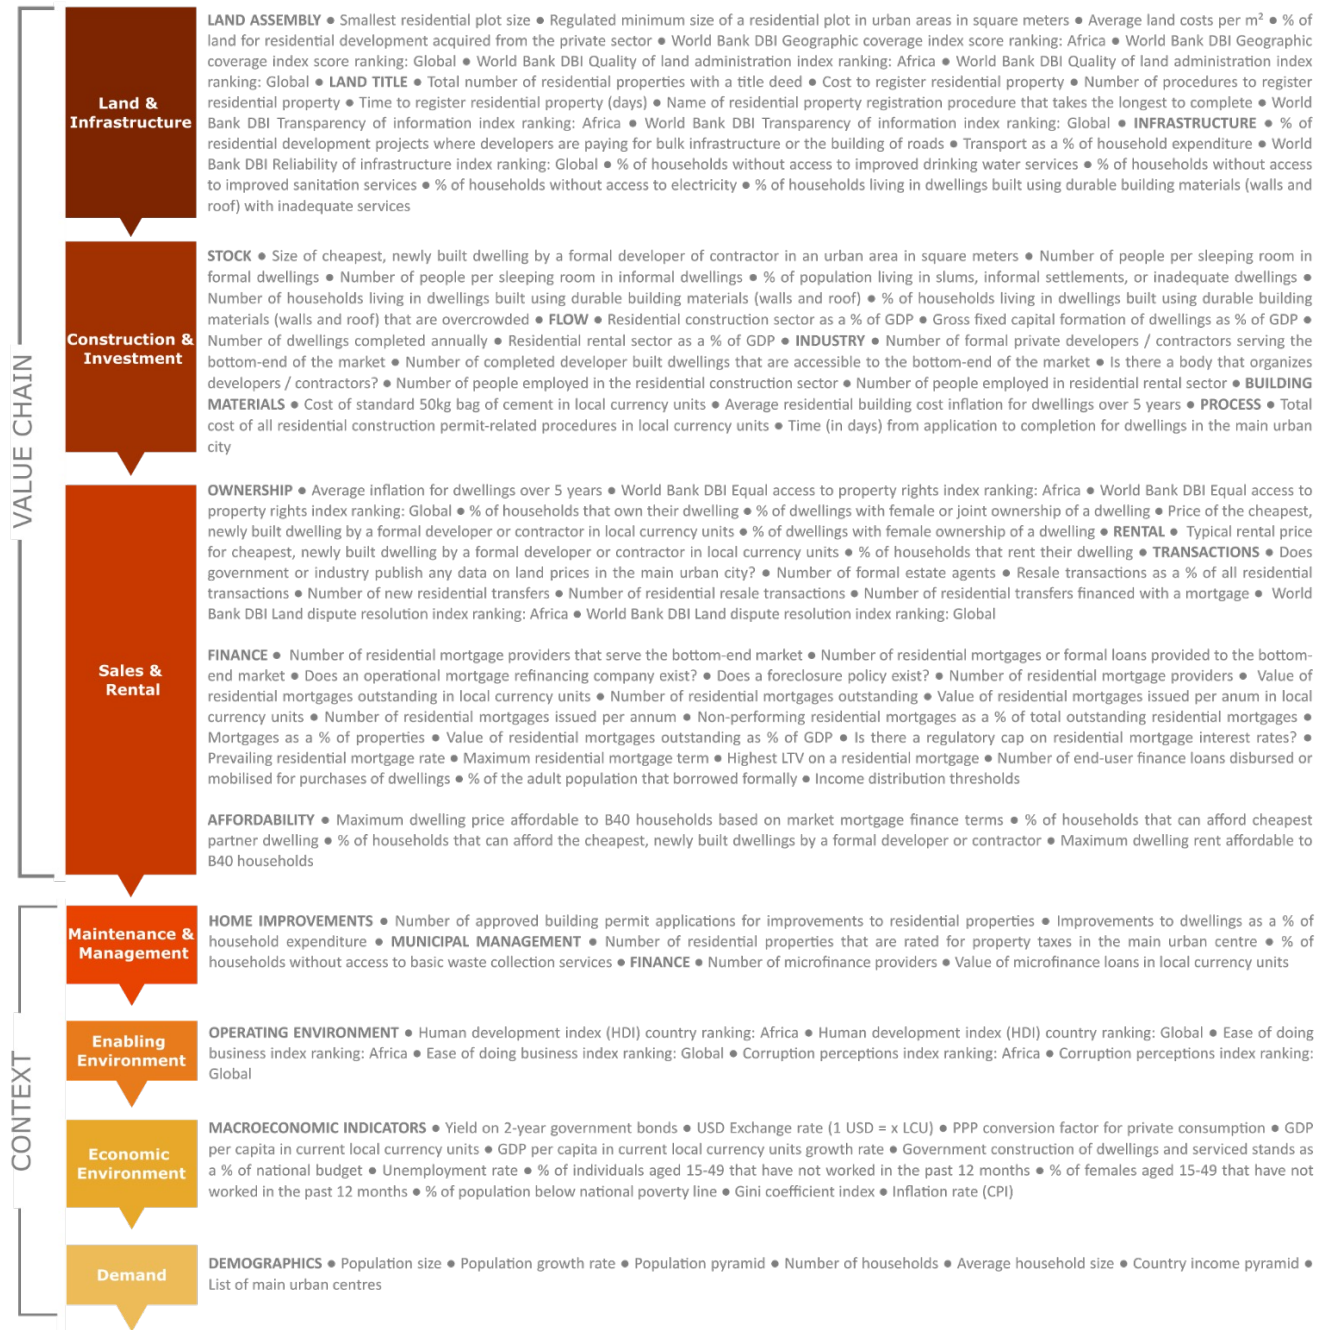 VALUE CHAIN
Land &
Infrastructure
LAND ASSEMBLY ● Smallest residential plot size ● Regulated minimum size of a residential plot in urban areas in square meters ● Average land costs per m² ● % of
land for residential development acquired from the private sector ● World Bank DBI Geographic coverage index score ranking: Africa ● World Bank DBI Geographic
coverage index score ranking: Global ● World Bank DBI Quality of land administration index ranking: Africa ● World Bank DBI Quality of land administration index
ranking: Global ● LAND TITLE ● Total number of residential properties with a title deed ● Cost to register residential property ● Number of procedures to register
residential property ● Time to register residential property (days) ● Name of residential property registration procedure that takes the longest to complete ● World
Bank DBI Transparency of information index ranking: Africa ● World Bank DBI Transparency of information index ranking: Global ● INFRASTRUCTURE ● % of
residential development projects where developers are paying for bulk infrastructure or the building of roads ● Transport as a % of household expenditure ● World
Bank DBI Reliability of infrastructure index ranking: Global ● % of households without access to improved drinking water services ● % of households without access
to improved sanitation services ● % of households without access to electricity ● % of households living in dwellings built using durable building materials (walls and
roof) with inadequate services
Construction &
Investment
STOCK ● Size of cheapest, newly built dwelling by a formal developer of contractor in an urban area in square meters ● Number of people per sleeping room in
formal dwellings ● Number of people per sleeping room in informal dwellings ● % of population living in slums, informal settlements, or inadequate dwellings ●
Number of households living in dwellings built using durable building materials (walls and roof) ● % of households living in dwellings built using durable building
materials (walls and roof) that are overcrowded ● FLOW ● Residential construction sector as a % of GDP ● Gross fixed capital formation of dwellings as % of GDP ●
Number of dwellings completed annually ● Residential rental sector as a % of GDP ● INDUSTRY ● Number of formal private developers / contractors serving the
bottom-end of the market ● Number of completed developer built dwellings that are accessible to the bottom-end of the market ● Is there a body that organizes
developers / contractors? ● Number of people employed in the residential construction sector ● Number of people employed in residential rental sector ● BUILDING
MATERIALS ● Cost of standard 50kg bag of cement in local currency units ● Average residential building cost inflation for dwellings over 5 years ● PROCESS ● Total
cost of all residential construction permit-related procedures in local currency units ● Time (in days) from application to completion for dwellings in the main urban
city
Sales &
Rental
OWNERSHIP ● Average inflation for dwellings over 5 years ● World Bank DBI Equal access to property rights index ranking: Africa ● World Bank DBI Equal access to
property rights index ranking: Global ● % of households that own their dwelling ● % of dwellings with female or joint ownership of a dwelling ● Price of the cheapest,
newly built dwelling by a formal developer or contractor in local currency units ● % of dwellings with female ownership of a dwelling ● RENTAL ● Typical rental price
for cheapest, newly built dwelling by a formal developer or contractor in local currency units ● % of households that rent their dwelling ● TRANSACTIONS ● Does
government or industry publish any data on land prices in the main urban city? ● Number of formal estate agents ● Resale transactions as a % of all residential
transactions ● Number of new residential transfers ● Number of residential resale transactions ● Number of residential transfers financed with a mortgage ● World
Bank DBI Land dispute resolution index ranking: Africa ● World Bank DBI Land dispute resolution index ranking: Global
FINANCE ● Number of residential mortgage providers that serve the bottom-end market ● Number of residential mortgages or formal loans provided to the bottom-
end market ● Does an operational mortgage refinancing company exist? ● Does a foreclosure policy exist? ● Number of residential mortgage providers ● Value of
residential mortgages outstanding in local currency units ● Number of residential mortgages outstanding ● Value of residential mortgages issued per anum in local
currency units ● Number of residential mortgages issued per annum ● Non-performing residential mortgages as a % of total outstanding residential mortgages ●
Mortgages as a % of properties ● Value of residential mortgages outstanding as % of GDP ● Is there a regulatory cap on residential mortgage interest rates? ●
Prevailing residential mortgage rate ● Maximum residential mortgage term ● Highest LTV on a residential mortgage ● Number of end-user finance loans disbursed or
mobilised for purchases of dwellings ● % of the adult population that borrowed formally ● Income distribution thresholds
AFFORDABILITY ● Maximum dwelling price affordable to B40 households based on market mortgage finance terms ● % of households that can afford cheapest
partner dwelling ● % of households that can afford the cheapest, newly built dwellings by a formal developer or contractor ● Maximum dwelling rent affordable to
B40 households
CONTEXT
Maintenance &
Management
HOME IMPROVEMENTS ● Number of approved building permit applications for improvements to residential properties ● Improvements to dwellings as a % of
household expenditure ● MUNICIPAL MANAGEMENT ● Number of residential properties that are rated for property taxes in the main urban centre ● % of
households without access to basic waste collection services ● FINANCE ● Number of microfinance providers ● Value of microfinance loans in local currency units
Enabling
Environment
OPERATING ENVIRONMENT ● Human development index (HDI) country ranking: Africa ● Human development index (HDI) country ranking: Global ● Ease of doing
business index ranking: Africa ● Ease of doing business index ranking: Global ● Corruption perceptions index ranking: Africa ● Corruption perceptions index ranking:
Global
Economic
Environment
MACROECONOMIC INDICATORS ● Yield on 2-year government bonds ● USD Exchange rate (1 USD = x LCU) ● PPP conversion factor for private consumption ● GDP
per capita in current local currency units ● GDP per capita in current local currency units growth rate ● Government construction of dwellings and serviced stands as
a % of national budget ● Unemployment rate ● % of individuals aged 15-49 that have not worked in the past 12 months ● % of females aged 15-49 that have not
worked in the past 12 months ● % of population below national poverty line ● Gini coefficient index ● Inflation rate (CPI)
Demand
DEMOGRAPHICS ● Population size ● Population growth rate ● Population pyramid ● Number of households ● Average household size ● Country income pyramid ●
List of main urban centres